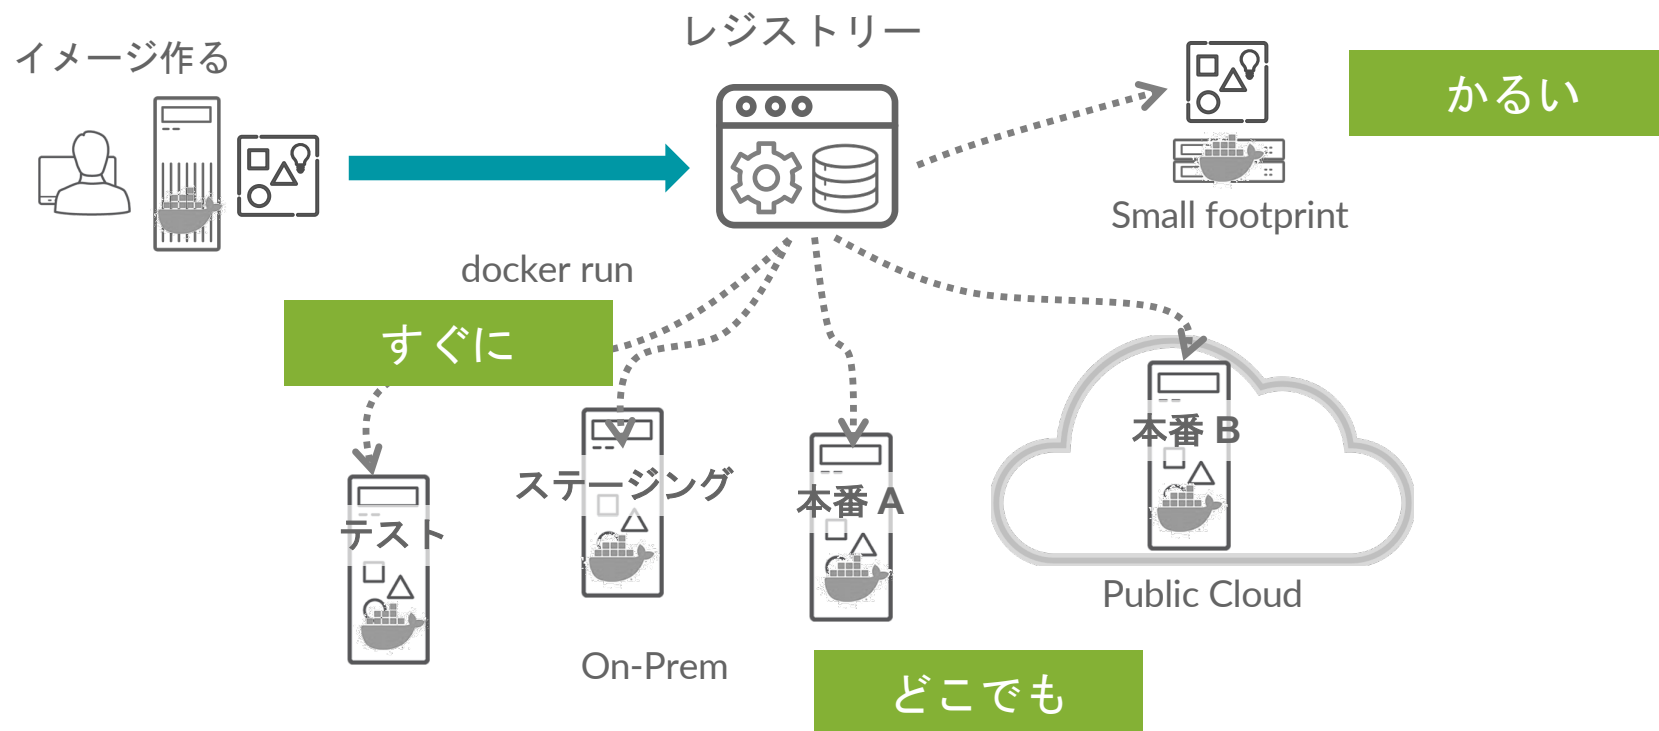 イメージ作る
レジストリー
かるい
Small footprint
docker run
すぐに
テスト
ステージング
本番 A
本番 B
Public Cloud
On-Prem
どこでも